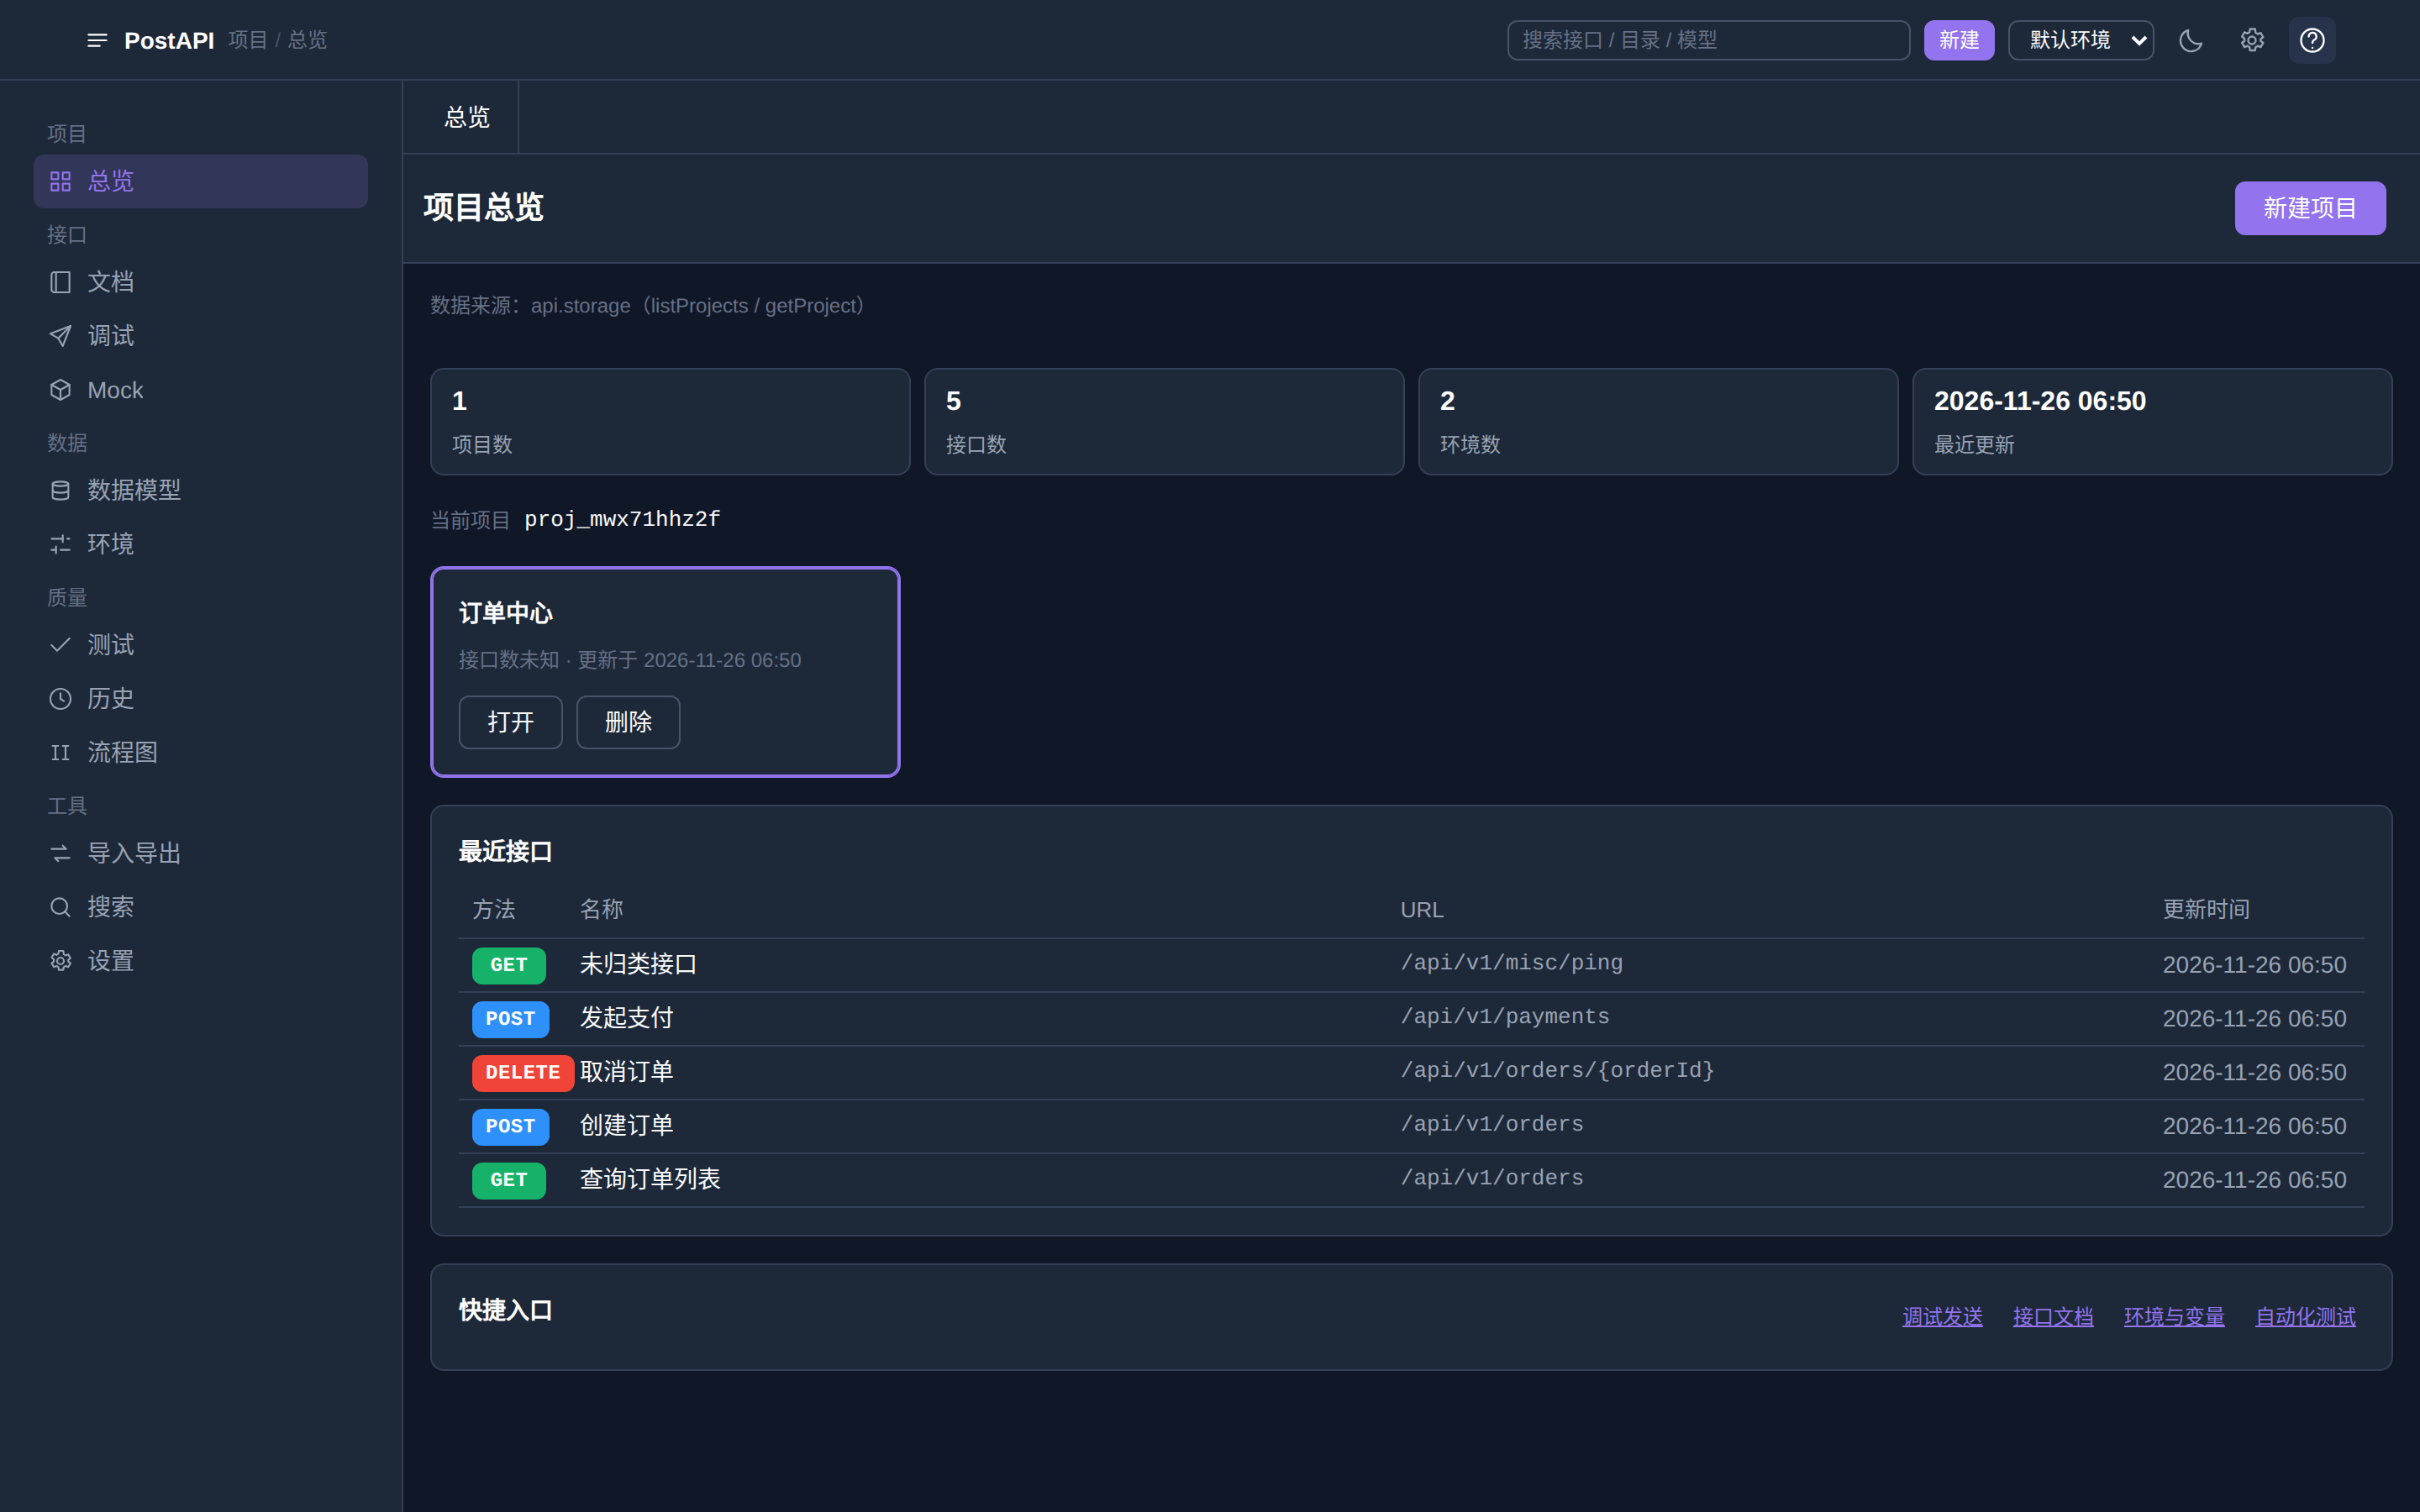 PostAPI 项目 / 总览
搜索接口 / 目录 / 模型 新建 默认环境
项目
总览
接口
文档
调试
Mock
数据
数据模型
环境
质量
测试
历史
流程图
工具
导入导出
搜索
设置
总览
项目总览 新建项目
数据来源：api.storage（listProjects / getProject）
1
项目数
5
接口数
2
环境数
2026-11-26 06:50
最近更新
当前项目 proj_mwx71hhz2f
订单中心
接口数未知 · 更新于 2026-11-26 06:50
打开 删除
最近接口
方法 名称 URL 更新时间
GET 未归类接口 /api/v1/misc/ping 2026-11-26 06:50
POST 发起支付 /api/v1/payments 2026-11-26 06:50
DELETE 取消订单 /api/v1/orders/{orderId} 2026-11-26 06:50
POST 创建订单 /api/v1/orders 2026-11-26 06:50
GET 查询订单列表 /api/v1/orders 2026-11-26 06:50
快捷入口 调试发送 接口文档 环境与变量 自动化测试